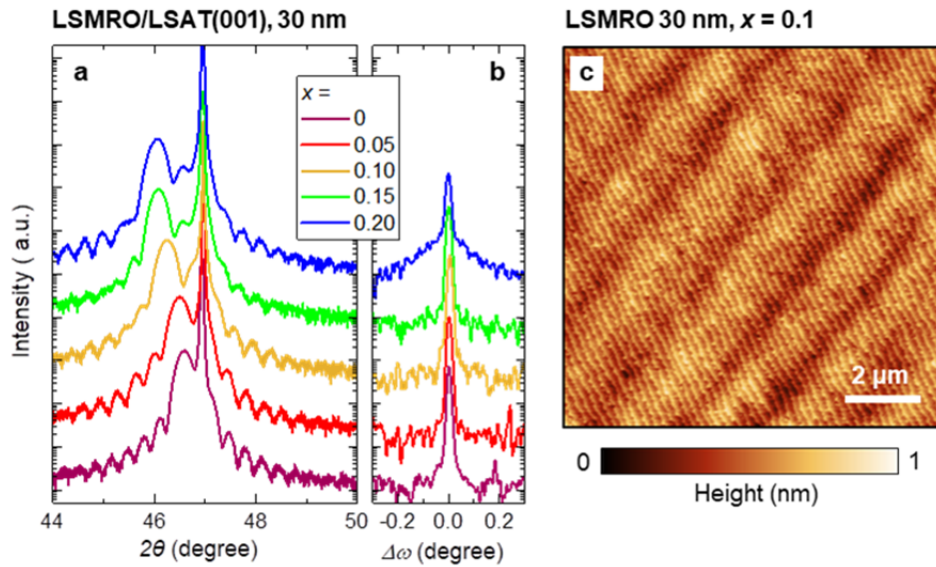 LSMRO/LSAT(001), 30 nm
LSMRO 30 nm, x = 0.1
a
b
c
x =
0
0.05
0.10
0.15
0.20
Intensity ( a.u.)
44 46 48 50
2θ (degree)
-0.2 0.0 0.2
Δω (degree)
2 μm
0 1
Height (nm)